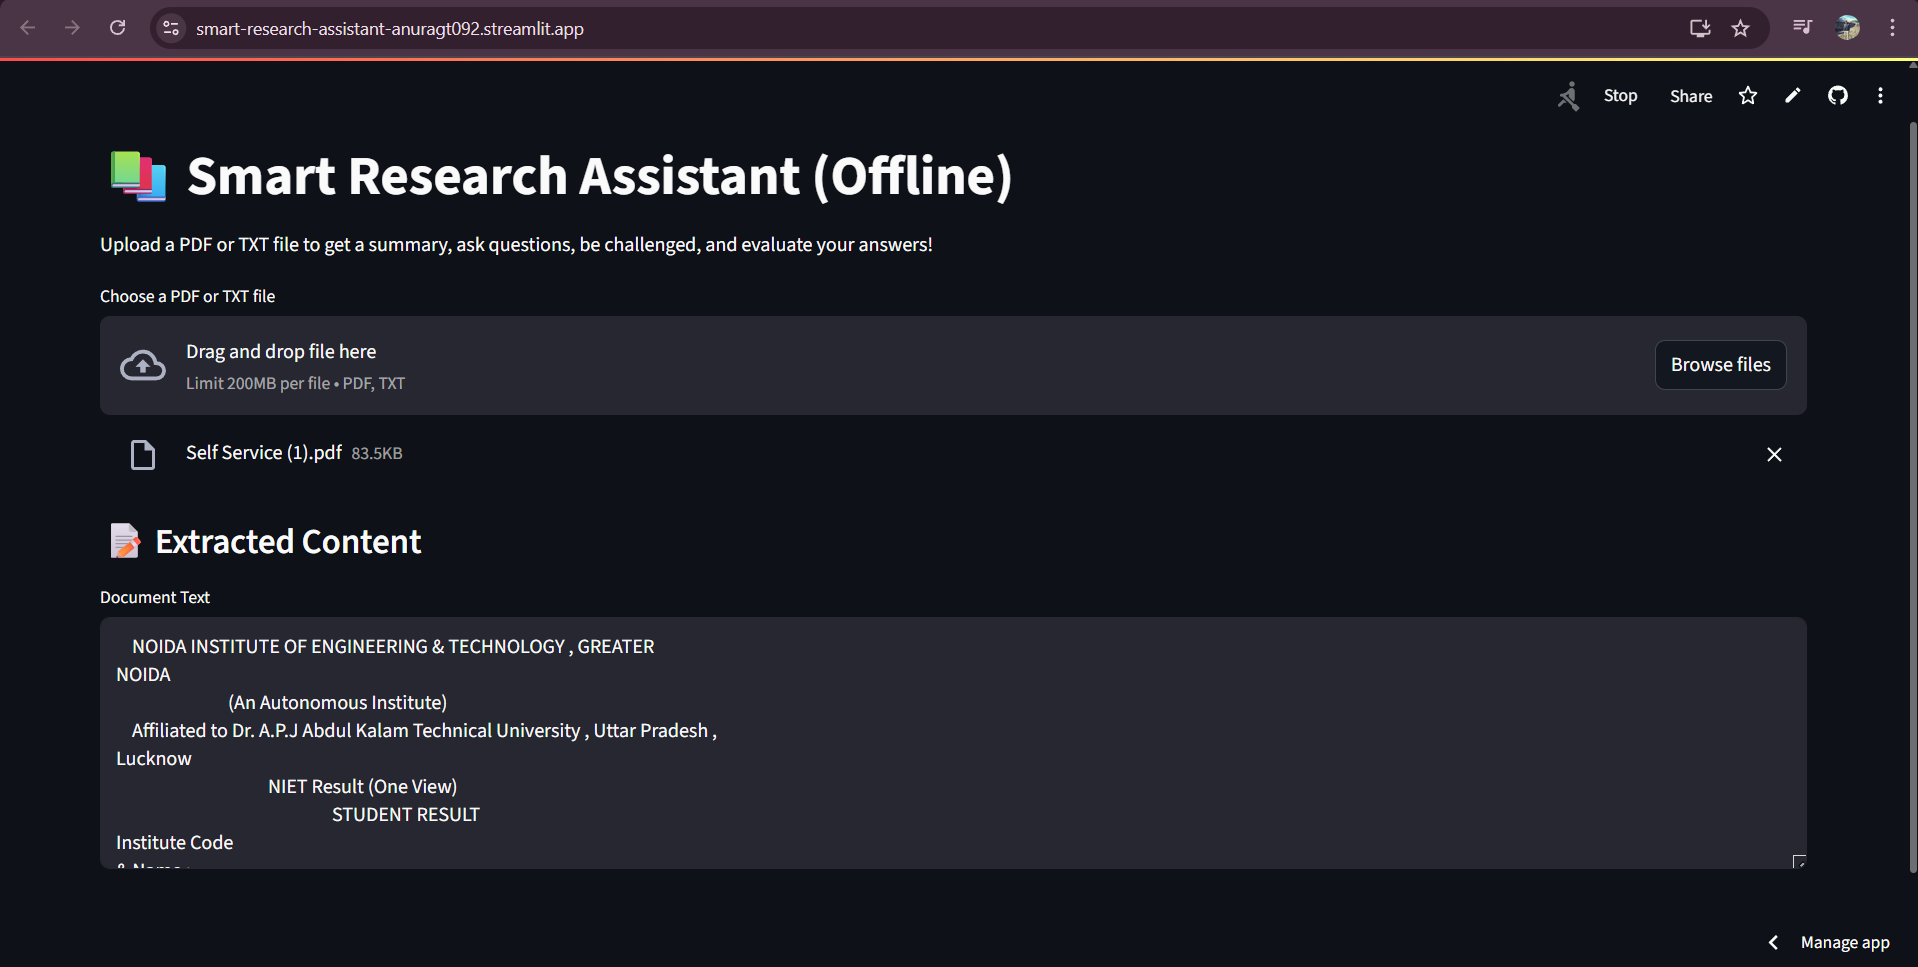 smart-research-assistant-anuragt092.streamlit.app
Stop
Share
Smart Research Assistant (Offline)
Upload a PDF or TXT file to get a summary, ask questions, be challenged, and evaluate your answers!
Choose a PDF or TXT file
Drag and drop file here
Limit 200MB per file • PDF, TXT
Browse files
Self Service (1).pdf 83.5KB
Extracted Content
Document Text
NOIDA INSTITUTE OF ENGINEERING & TECHNOLOGY , GREATER
NOIDA
(An Autonomous Institute)
Affiliated to Dr. A.P.J Abdul Kalam Technical University , Uttar Pradesh ,
Lucknow
NIET Result (One View)
STUDENT RESULT
Institute Code
& Name :
Manage app